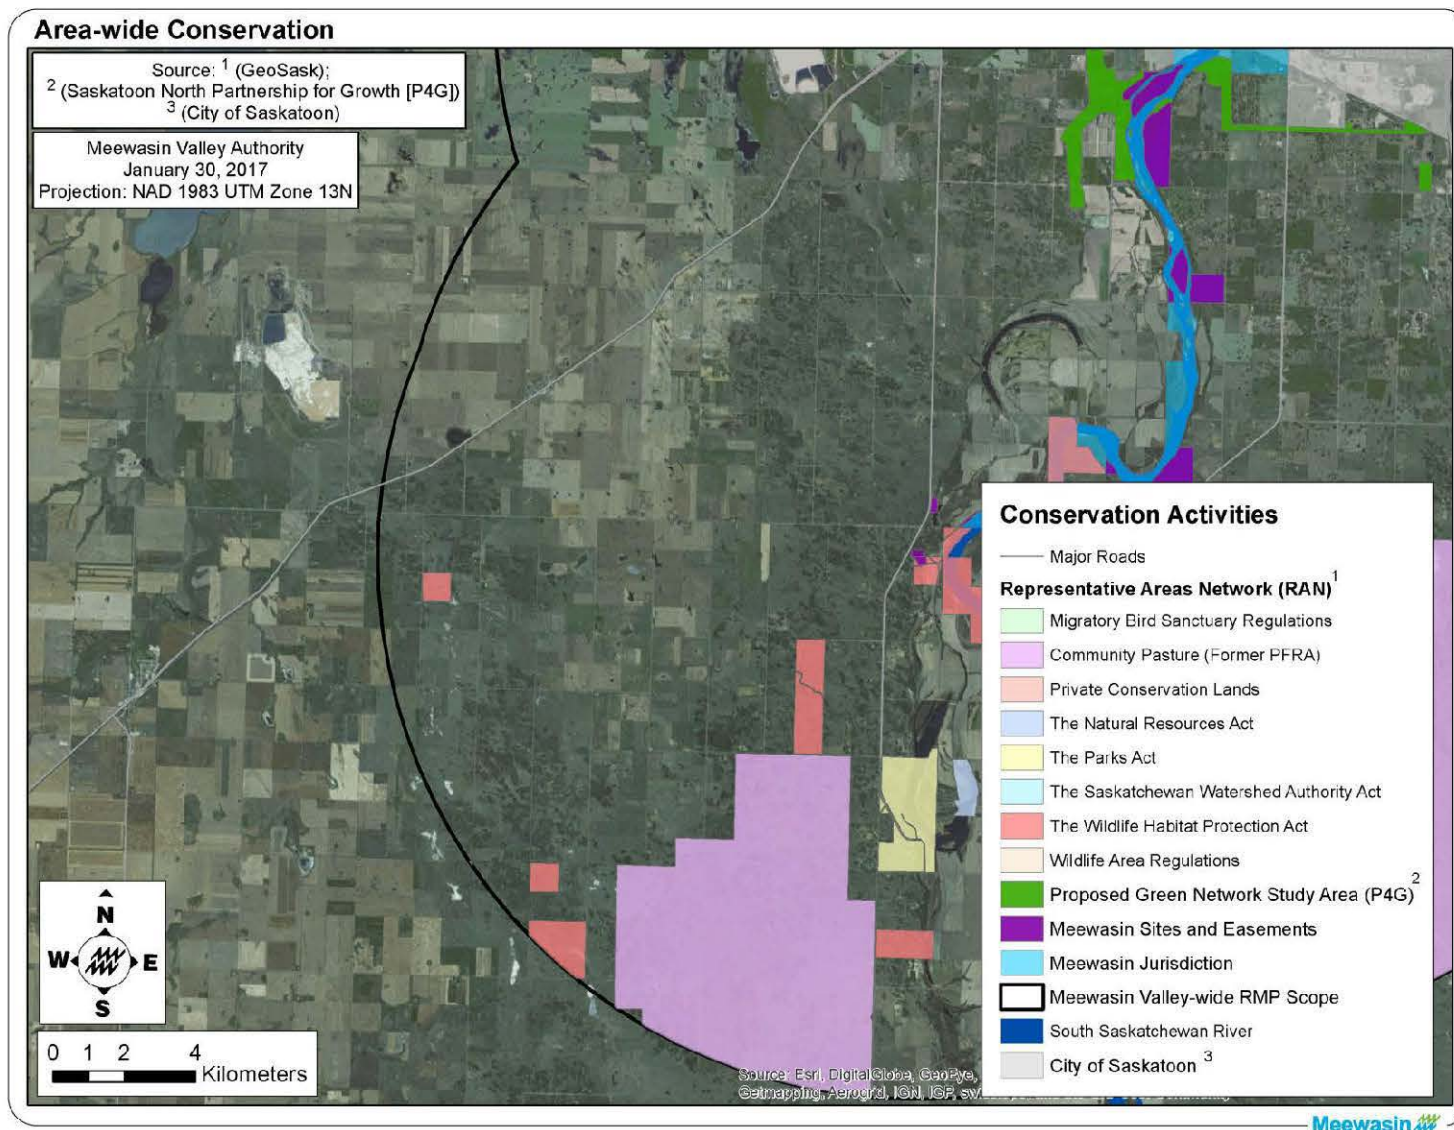 Area-wide Conservation
Source: 1 (GeoSask);
2 (Saskatoon North Partnership for Growth [P4G])
3 (City of Saskatoon)
Meewasin Valley Authority
January 30, 2017
Projection: NAD 1983 UTM Zone 13N
Conservation Activities
Major Roads
Representative Areas Network (RAN)1
Migratory Bird Sanctuary Regulations
Community Pasture (Former PFRA)
Private Conservation Lands
The Natural Resources Act
The Parks Act
The Saskatchewan Watershed Authority Act
The Wildlife Habitat Protection Act
Wildlife Area Regulations
Proposed Green Network Study Area (P4G)2
Meewasin Sites and Easements
Meewasin Jurisdiction
Meewasin Valley-wide RMP Scope
South Saskatchewan River
City of Saskatoon 3
N
W E
S
0 1 2 4
Kilometers
Source: Esri, DigitalGlobe, GeoEye,
Getmapping, Aerogrid, IGN, IGP,
Meewasin